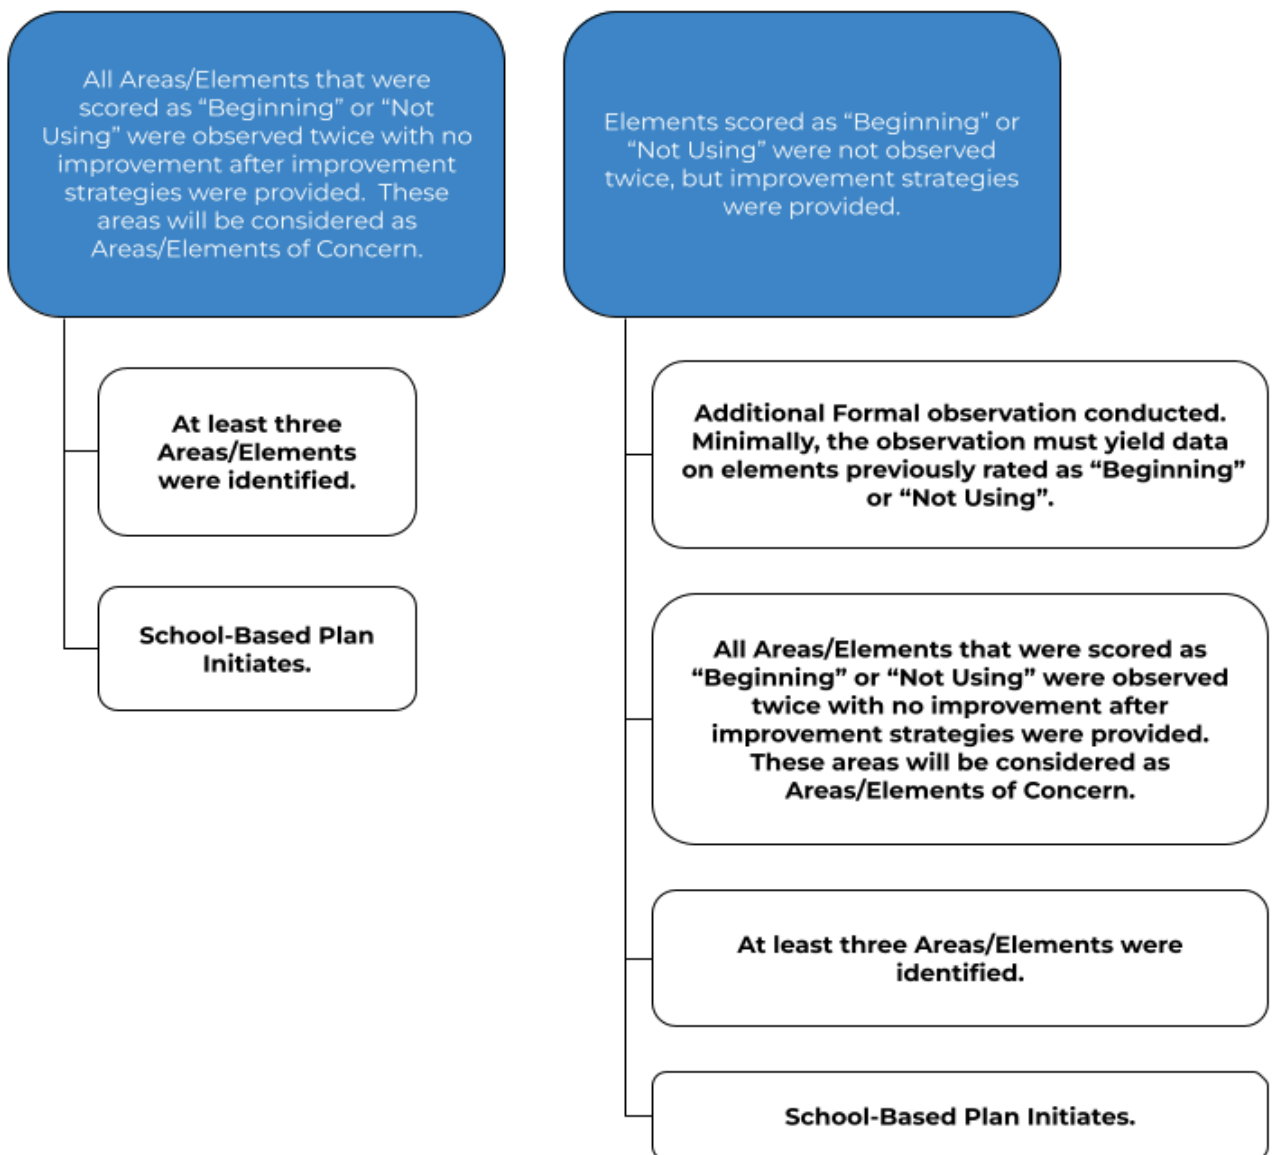 All Areas/Elements that were
scored as “Beginning” or “Not
Using” were observed twice with no
improvement after improvement
strategies were provided.  These
areas will be considered as
Areas/Elements of Concern.
At least three
Areas/Elements
were identified.
School-Based Plan
Initiates.
Elements scored as “Beginning” or
“Not Using” were not observed
twice, but improvement strategies
were provided.
Additional Formal observation conducted.
Minimally, the observation must yield data
on elements previously rated as “Beginning”
or “Not Using”.
All Areas/Elements that were scored as
“Beginning” or “Not Using” were observed
twice with no improvement after
improvement strategies were provided.
These areas will be considered as
Areas/Elements of Concern.
At least three Areas/Elements were
identified.
School-Based Plan Initiates.